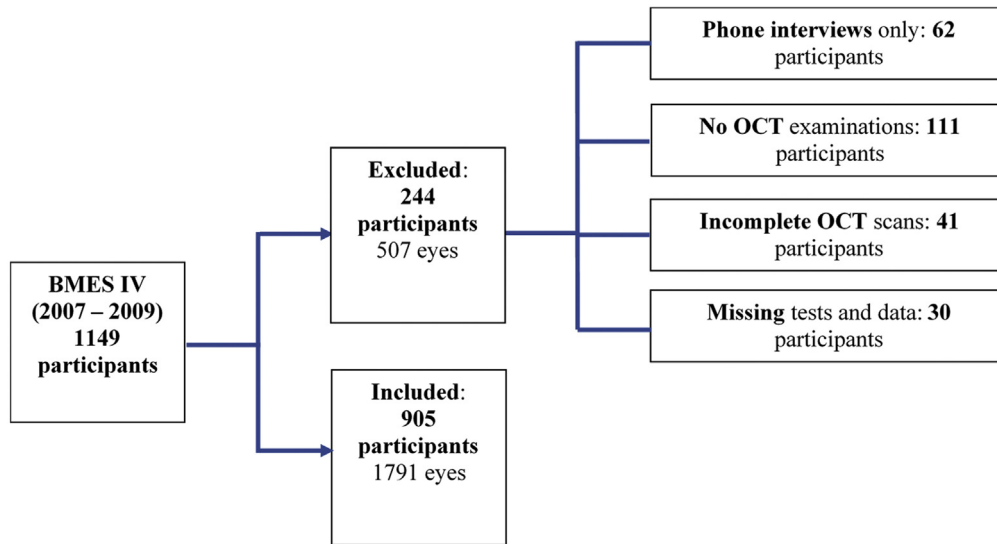 BMES IV
(2007 – 2009)
1149
participants
Excluded:
244
participants
507 eyes
Included:
905
participants
1791 eyes
Phone interviews only: 62
participants
No OCT examinations: 111
participants
Incomplete OCT scans: 41
participants
Missing tests and data: 30
participants